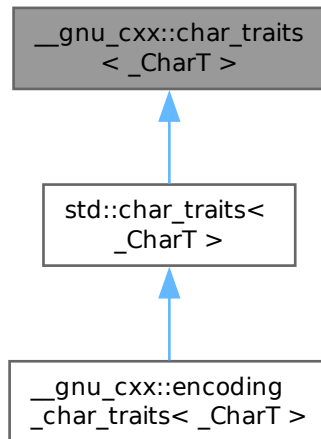 __gnu_cxx::char_traits
< _CharT >
std::char_traits<
_CharT >
__gnu_cxx::encoding
_char_traits< _CharT >